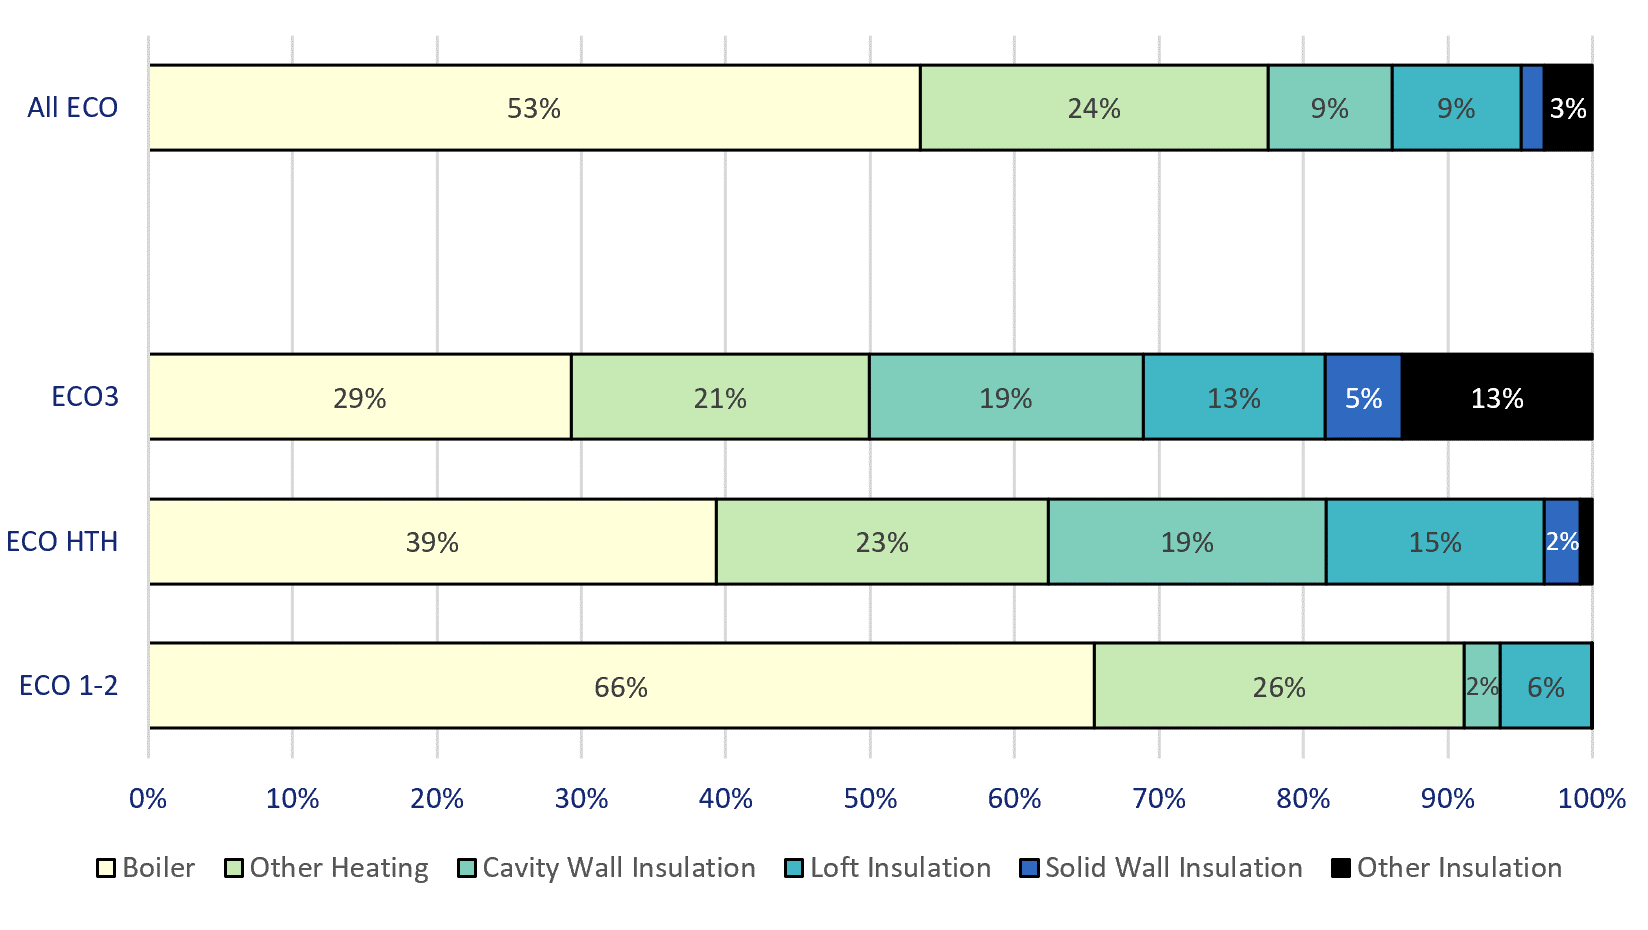 All ECO
53% 24% 9% 9% 3%
ECO3
29% 21% 19% 13% 5% 13%
ECO HTH
39% 23% 19% 15% 2%
ECO 1-2
66% 26% 2% 6%
0% 10% 20% 30% 40% 50% 60% 70% 80% 90% 100%
Boiler Other Heating Cavity Wall Insulation Loft Insulation Solid Wall Insulation Other Insulation